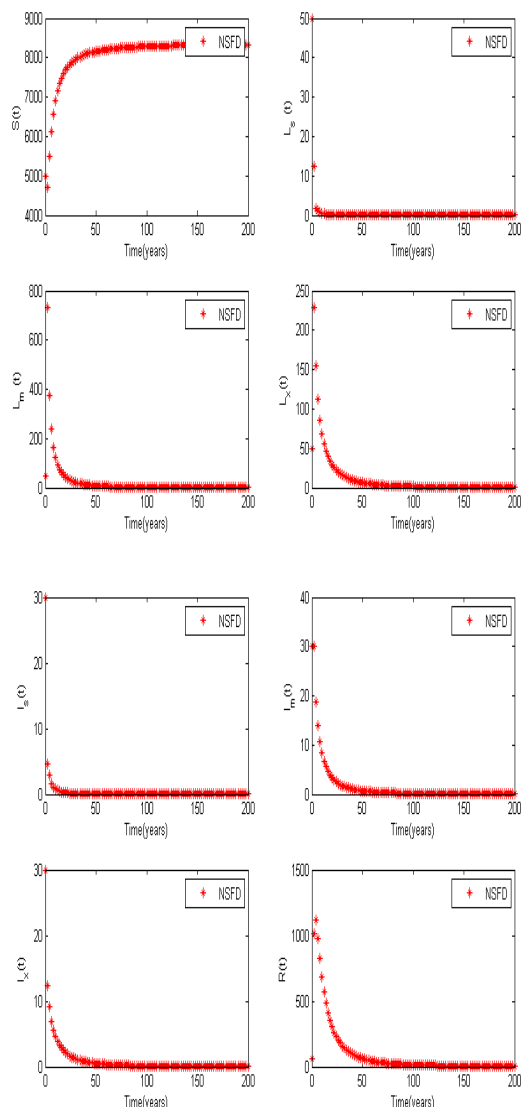 9000
8000
7000
6000
5000
4000
S(t)
NSFD
0 50 100 150 200
Time(years)
50
40
30
20
10
0
L_s (t)
NSFD
0 50 100 150 200
Time(years)
800
600
400
200
0
L_m (t)
NSFD
0 50 100 150 200
Time(years)
250
200
150
100
50
0
L_x(t)
NSFD
0 50 100 150 200
Time(years)
30
20
10
0
I_s(t)
NSFD
0 50 100 150 200
Time(years)
40
30
20
10
0
I_m(t)
NSFD
0 50 100 150 200
Time(years)
30
20
10
0
I_x(t)
NSFD
0 50 100 150 200
Time(years)
1500
1000
500
0
R(t)
NSFD
0 50 100 150 200
Time(years)